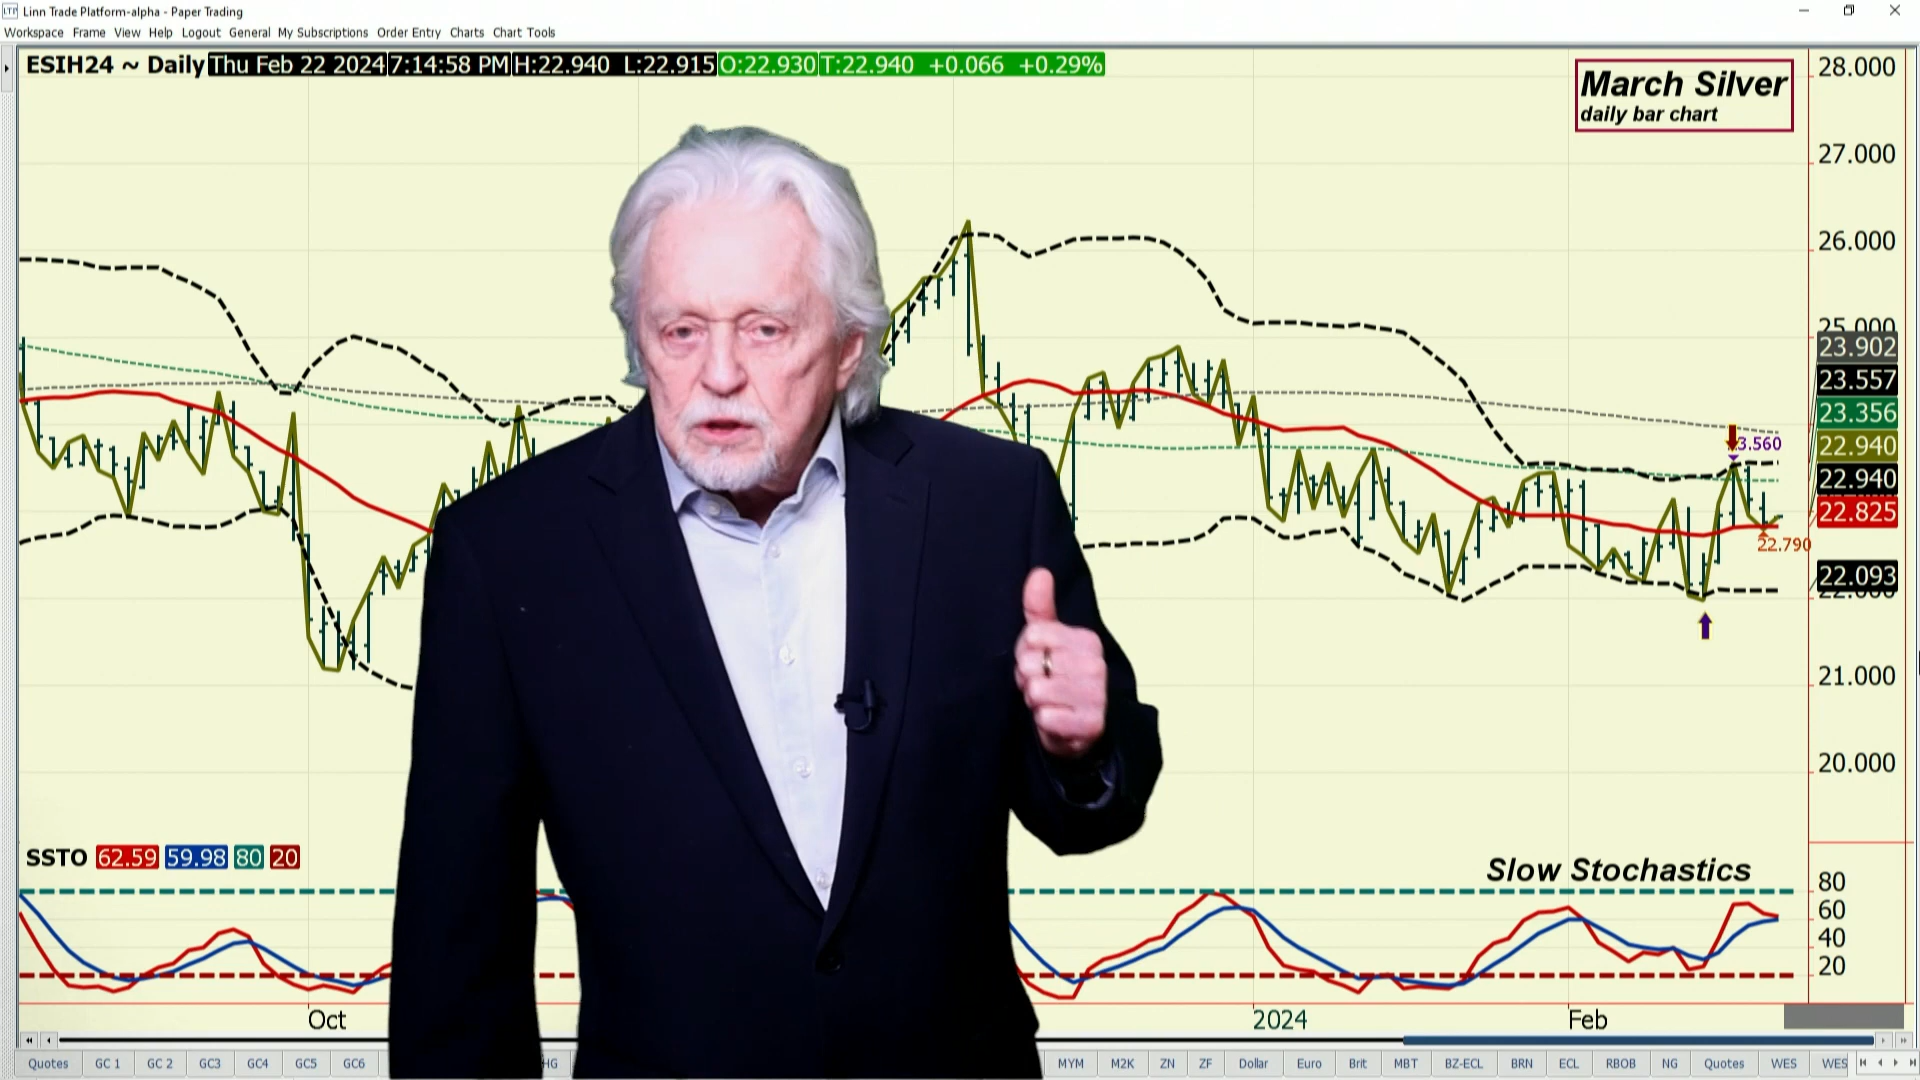 LTP Linn Trade Platform-alpha - Paper Trading
Workspace Frame View Help Logout General My Subscriptions Order Entry Charts Chart Tools
ESIH24 ~ Daily Thu Feb 22 2024 7:14:58 PM H:22.940 L:22.915 O:22.930 T:22.940 +0.066 +0.29%
March Silver
daily bar chart
28.000
27.000
26.000
25.000
23.902
23.557
23.356
22.940
3.560
22.940
22.825
22.790
22.093
22.000
21.000
20.000
SSTO 62.59 59.98 80 20
Slow Stochastics
80
60
40
20
Oct 2024 Feb
Quotes GC 1 GC 2 GC3 GC4 GC5 GC6 HG MYM M2K ZN ZF Dollar Euro Brit MBT BZ-ECL BRN ECL RBOB NG Quotes WES WES